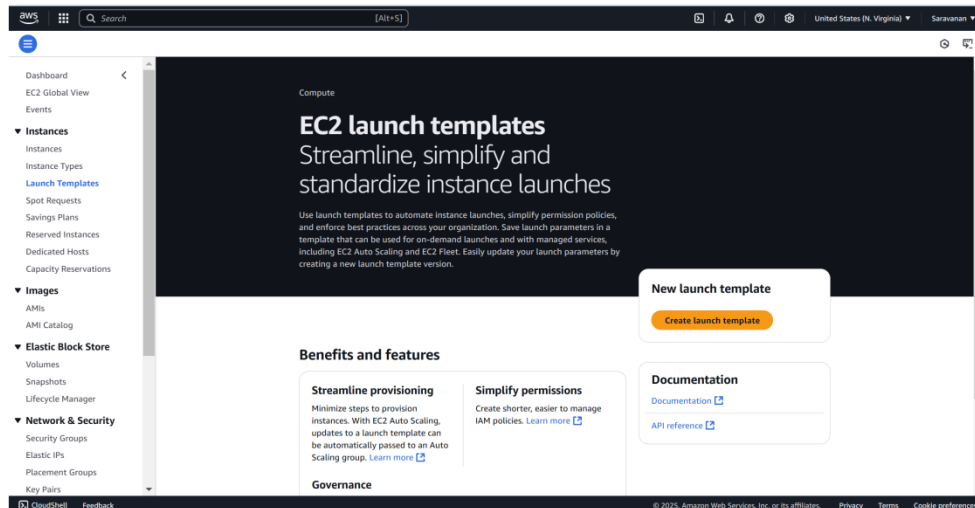 aws
Search
[Alt+S]
United States (N. Virginia)
Saravanan
Dashboard
EC2 Global View
Events
Instances
Instances
Instance Types
Launch Templates
Spot Requests
Savings Plans
Reserved Instances
Dedicated Hosts
Capacity Reservations
Images
AMIs
AMI Catalog
Elastic Block Store
Volumes
Snapshots
Lifecycle Manager
Network & Security
Security Groups
Elastic IPs
Placement Groups
Key Pairs
Compute
EC2 launch templates
Streamline, simplify and
standardize instance launches
Use launch templates to automate instance launches, simplify permission policies,
and enforce best practices across your organization. Save launch parameters in a
template that can be used for on-demand launches and with managed services,
including EC2 Auto Scaling and EC2 Fleet. Easily update your launch parameters by
creating a new launch template version.
New launch template
Create launch template
Benefits and features
Streamline provisioning
Minimize steps to provision
instances. With EC2 Auto Scaling,
updates to a launch template can
be automatically passed to an Auto
Scaling group. Learn more
Simplify permissions
Create shorter, easier to manage
IAM policies. Learn more
Governance
Documentation
Documentation
API reference
CloudShell
Feedback
© 2025, Amazon Web Services, Inc. or its affiliates.
Privacy
Terms
Cookie preferences